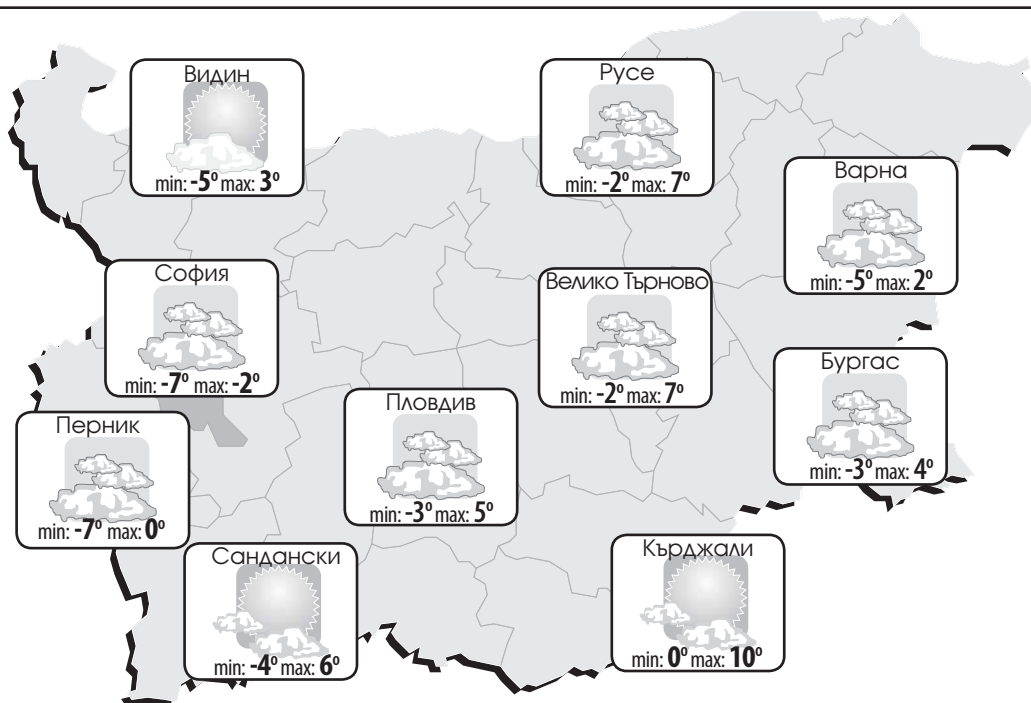 Видин
min: -5° max: 3°
Русе
min: -2° max: 7°
Варна
min: -5° max: 2°
София
min: -7° max: -2°
Велико Търново
min: -2° max: 7°
Бургас
min: -3° max: 4°
Пловдив
min: -3° max: 5°
Перник
min: -7° max: 0°
Сандански
min: -4° max: 6°
Кърджали
min: 0° max: 10°